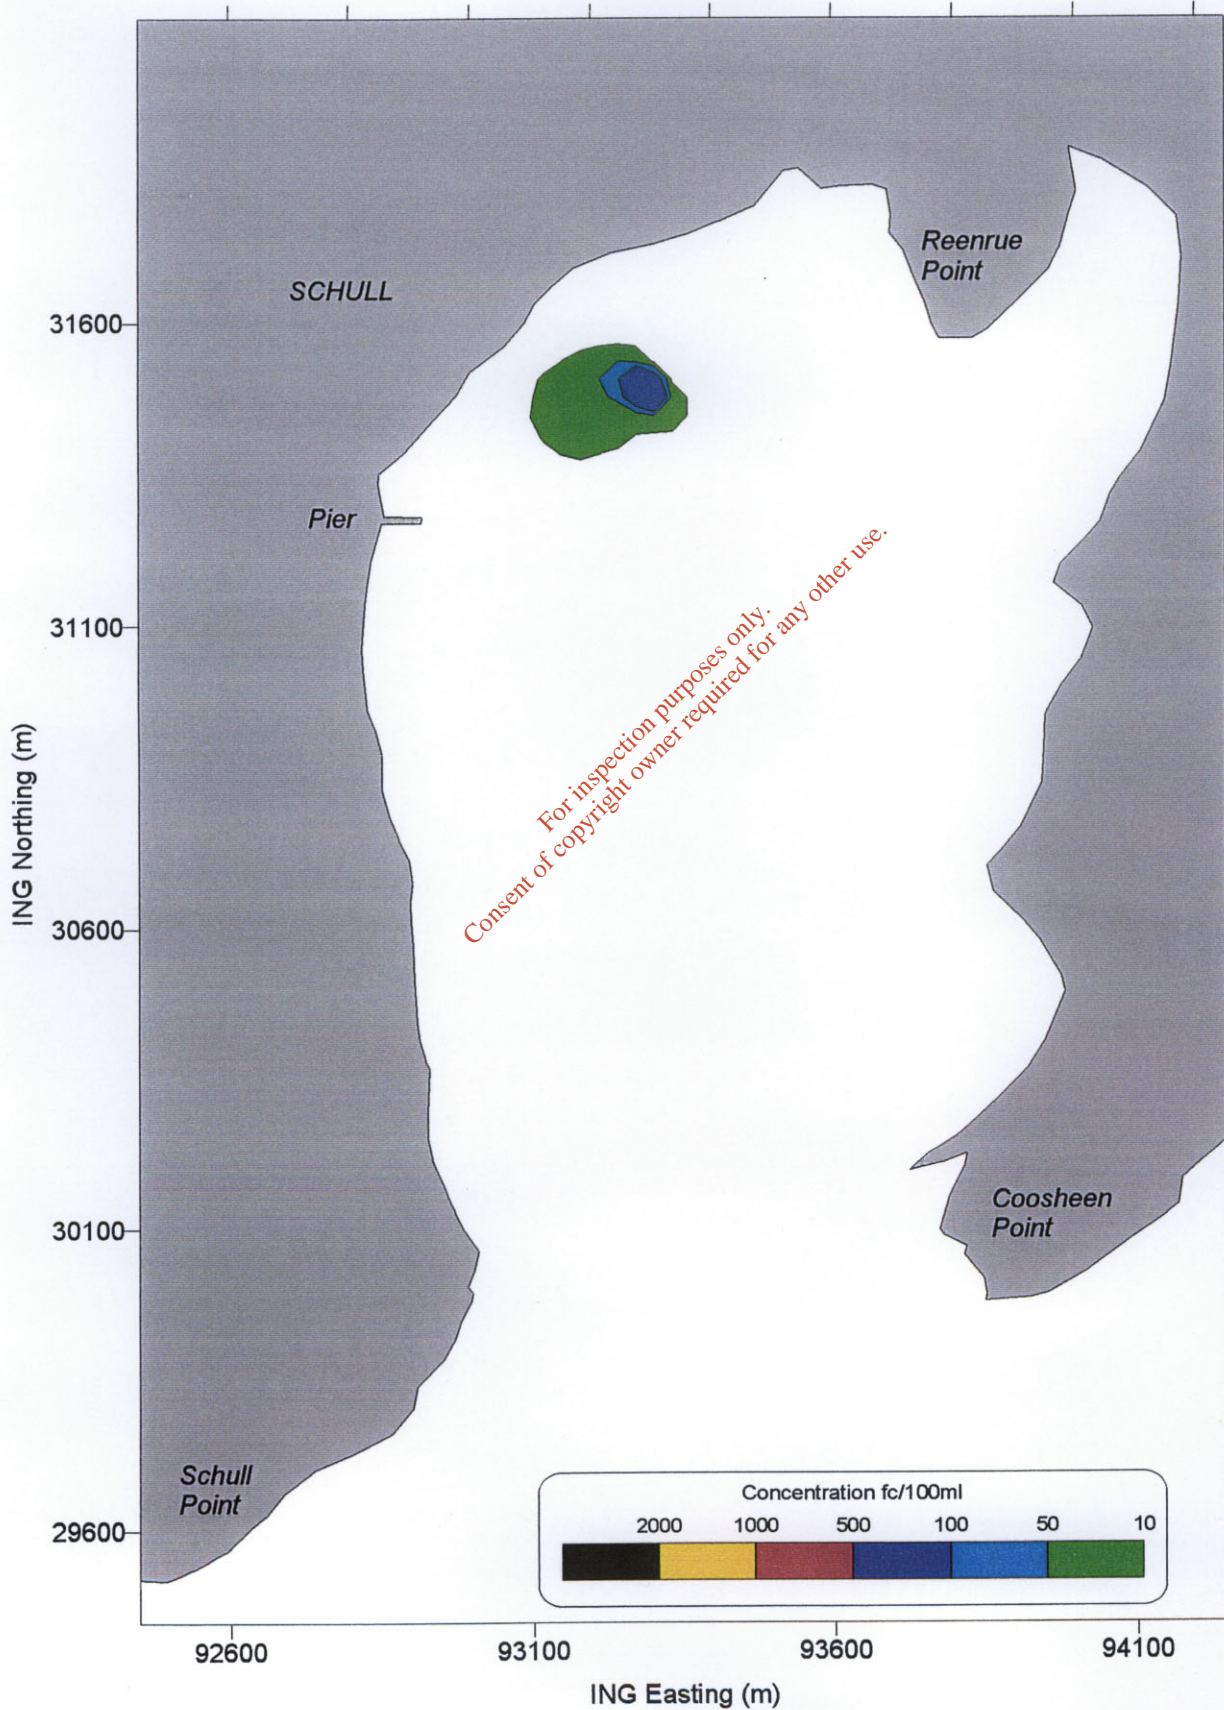 SCHULL
Reenrue
Point
31600
Pier
31100
For inspection purposes only.
Consent of copyright owner required for any other use.
ING Northing (m)
30600
30100
Coosheen
Point
Schull
Point
29600
Concentration fc/100ml
2000 1000 500 100 50 10
92600 93100 93600 94100
ING Easting (m)